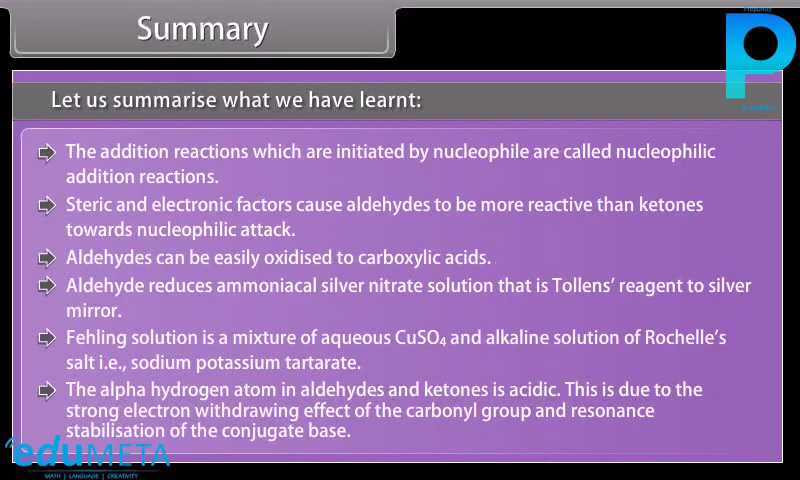 Summary
P
Let us summarise what we have learnt:
The addition reactions which are initiated by nucleophile are called nucleophilic
addition reactions.
Steric and electronic factors cause aldehydes to be more reactive than ketones
towards nucleophilic attack.
Aldehydes can be easily oxidised to carboxylic acids.
Aldehyde reduces ammoniacal silver nitrate solution that is Tollens’ reagent to silver
mirror.
Fehling solution is a mixture of aqueous CuSO₄ and alkaline solution of Rochelle’s
salt i.e., sodium potassium tartarate.
The alpha hydrogen atom in aldehydes and ketones is acidic. This is due to the
strong electron withdrawing effect of the carbonyl group and resonance
stabilisation of the conjugate base.
eduMETA
MATH | LANGUAGE | CREATIVITY